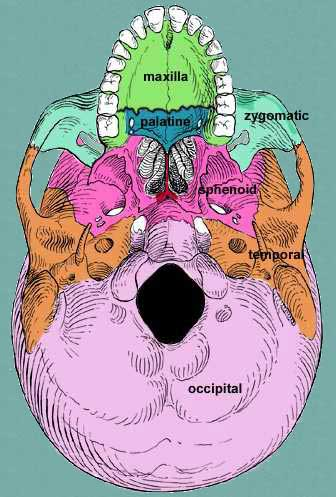 maxilla
palatine
zygomatic
sphenoid
temporal
occipital